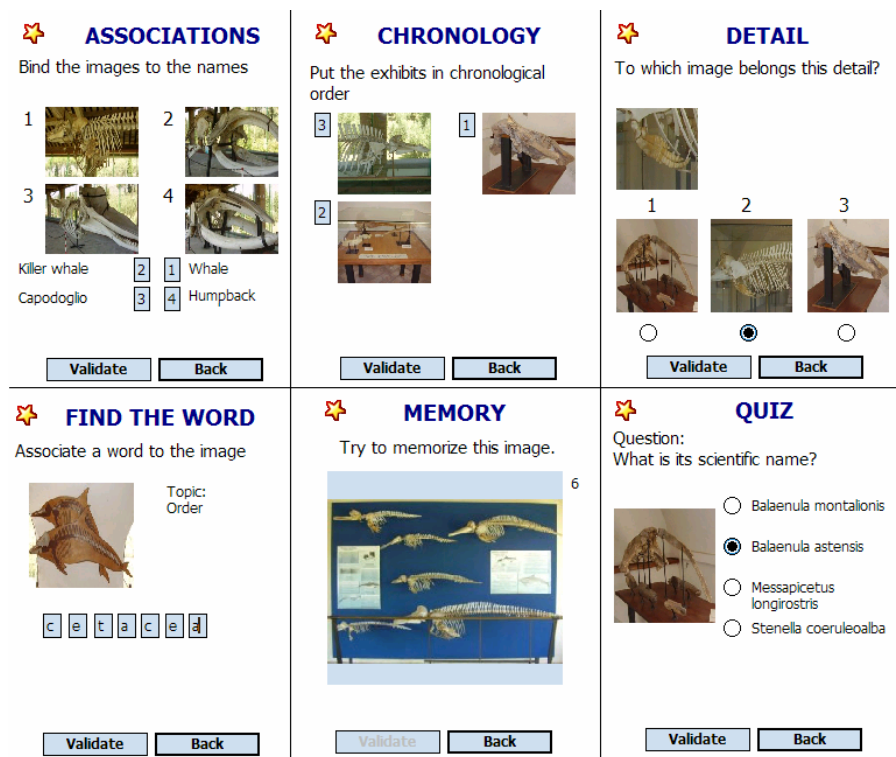 ASSOCIATIONS
Bind the images to the names
1
2
3
4
Killer whale 2 1 Whale
Capodoglio 3 4 Humpback
Validate Back
CHRONOLOGY
Put the exhibits in chronological
order
3 1
2
Validate Back
DETAIL
To which image belongs this detail?
1 2 3
Validate Back
FIND THE WORD
Associate a word to the image
Topic:
Order
c e t a c e a
Validate Back
MEMORY
Try to memorize this image.
6
Validate Back
QUIZ
Question:
What is its scientific name?
Balaenula montalionis
Balaenula astensis
Messapicetus
longirostris
Stenella coeruleoalba
Validate Back